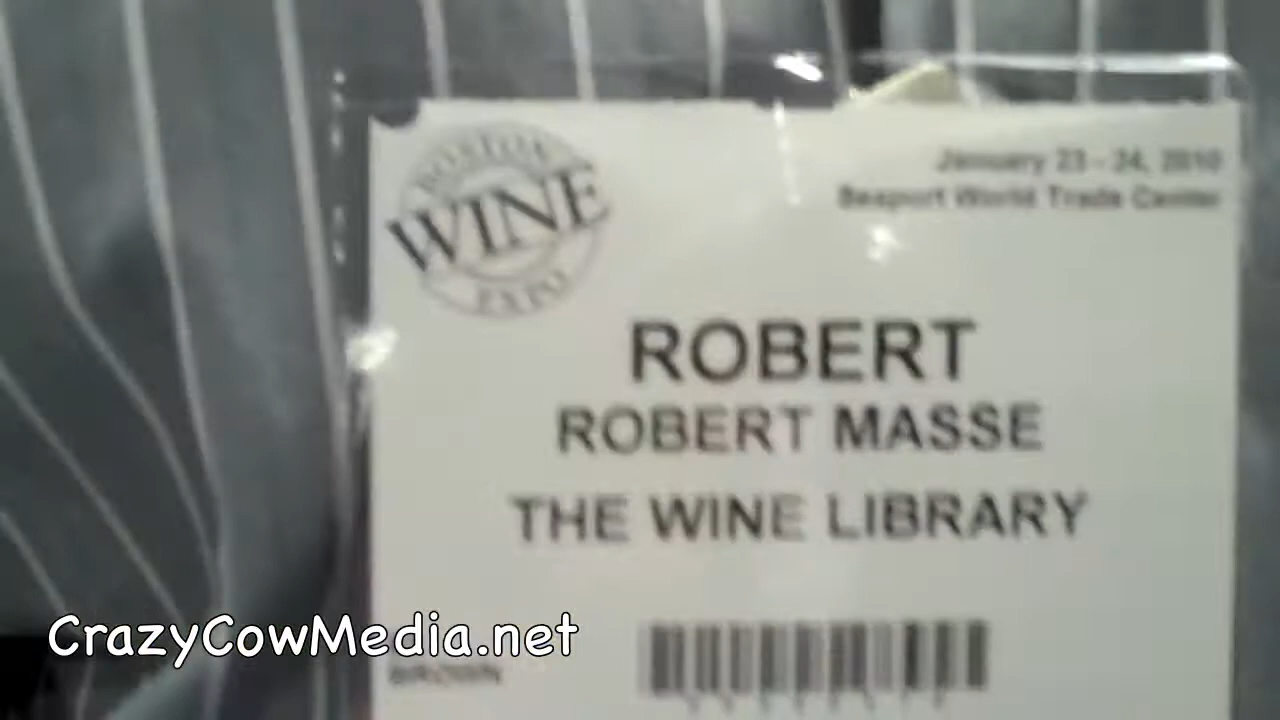 BOSTON
WINE
EXPO
January 23 - 24, 2010
Seaport World Trade Center
ROBERT
ROBERT MASSE
THE WINE LIBRARY
CrazyCowMedia.net
BROWN